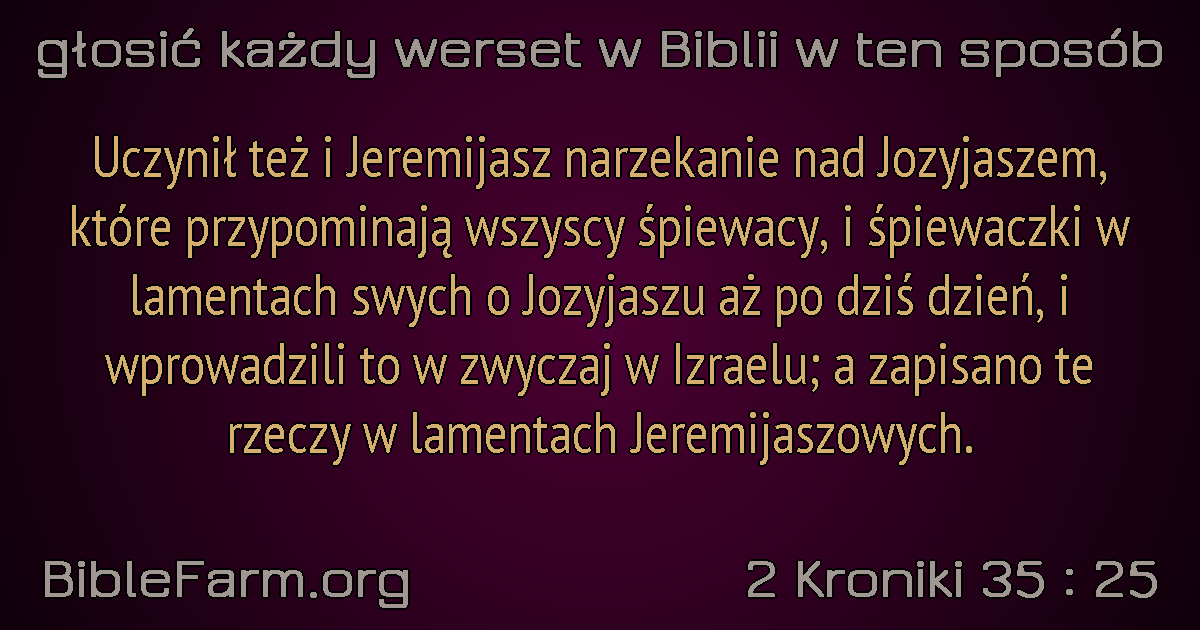 głosić każdy werset w Biblii w ten sposób
Uczynił też i Jeremijasz narzekanie nad Jozyjaszem,
które przypominają wszyscy śpiewacy, i śpiewaczki w
lamentach swych o Jozyjaszu aż po dziś dzień, i
wprowadzili to w zwyczaj w Izraelu; a zapisano te
rzeczy w lamentach Jeremijaszowych.
BibleFarm.org
2 Kroniki 35 : 25